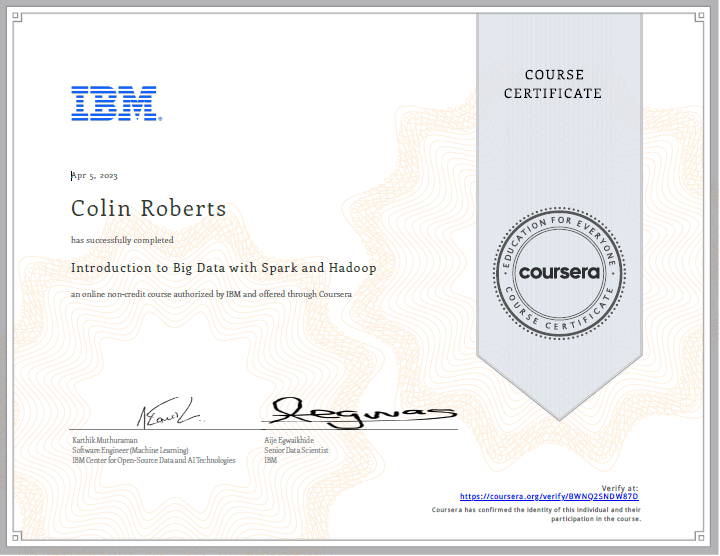 COURSE
CERTIFICATE
IBM®
Apr 5, 2023
Colin Roberts
has successfully completed
Introduction to Big Data with Spark and Hadoop
an online non-credit course authorized by IBM and offered through Coursera
EDUCATION FOR EVERYONE
coursera
COURSE CERTIFICATE
Karthik Muthuraman
Software Engineer (Machine Learning)
IBM Center for Open-Source Data and AI Technologies
Aije Egwaikhide
Senior Data Scientist
IBM
Verify at:
https://coursera.org/verify/BWNQ2SNDW87D
Coursera has confirmed the identity of this individual and their
participation in the course.